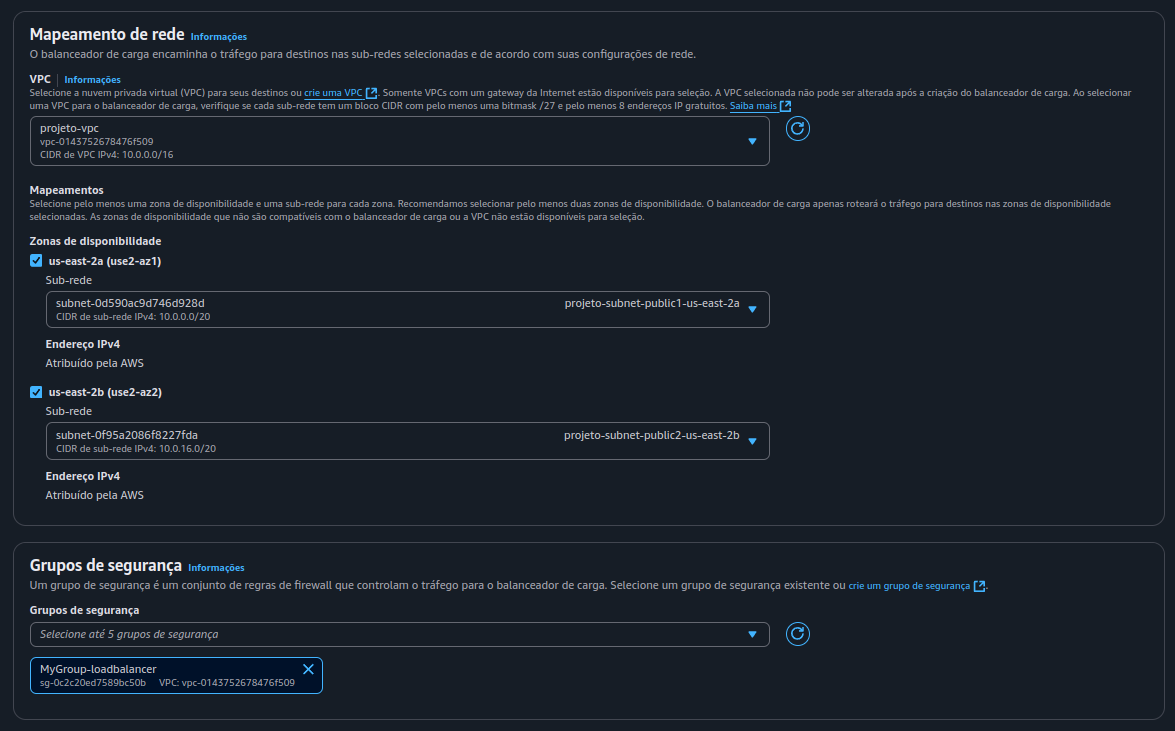 Mapeamento de rede Informações
O balanceador de carga encaminha o tráfego para destinos nas sub-redes selecionadas e de acordo com suas configurações de rede.
VPC | Informações
Selecione a nuvem privada virtual (VPC) para seus destinos ou crie uma VPC. Somente VPCs com um gateway da Internet estão disponíveis para seleção. A VPC selecionada não pode ser alterada após a criação do balanceador de carga. Ao selecionar
uma VPC para o balanceador de carga, verifique se cada sub-rede tem um bloco CIDR com pelo menos uma bitmask /27 e pelo menos 8 endereços IP gratuitos. Saiba mais
projeto-vpc
vpc-0143752678476f509
CIDR de VPC IPv4: 10.0.0.0/16
Mapeamentos
Selecione pelo menos uma zona de disponibilidade e uma sub-rede para cada zona. Recomendamos selecionar pelo menos duas zonas de disponibilidade. O balanceador de carga apenas roteará o tráfego para destinos nas zonas de disponibilidade
selecionadas. As zonas de disponibilidade que não são compatíveis com o balanceador de carga ou a VPC não estão disponíveis para seleção.
Zonas de disponibilidade
us-east-2a (use2-az1)
Sub-rede
subnet-0d590ac9d746d928d projeto-subnet-public1-us-east-2a
CIDR de sub-rede IPv4: 10.0.0.0/20
Endereço IPv4
Atribuído pela AWS
us-east-2b (use2-az2)
Sub-rede
subnet-0f95a2086f8227fda projeto-subnet-public2-us-east-2b
CIDR de sub-rede IPv4: 10.0.16.0/20
Endereço IPv4
Atribuído pela AWS
Grupos de segurança Informações
Um grupo de segurança é um conjunto de regras de firewall que controlam o tráfego para o balanceador de carga. Selecione um grupo de segurança existente ou crie um grupo de segurança.
Grupos de segurança
Selecione até 5 grupos de segurança
MyGroup-loadbalancer
sg-0c2c20ed7589bc50b VPC: vpc-0143752678476f509